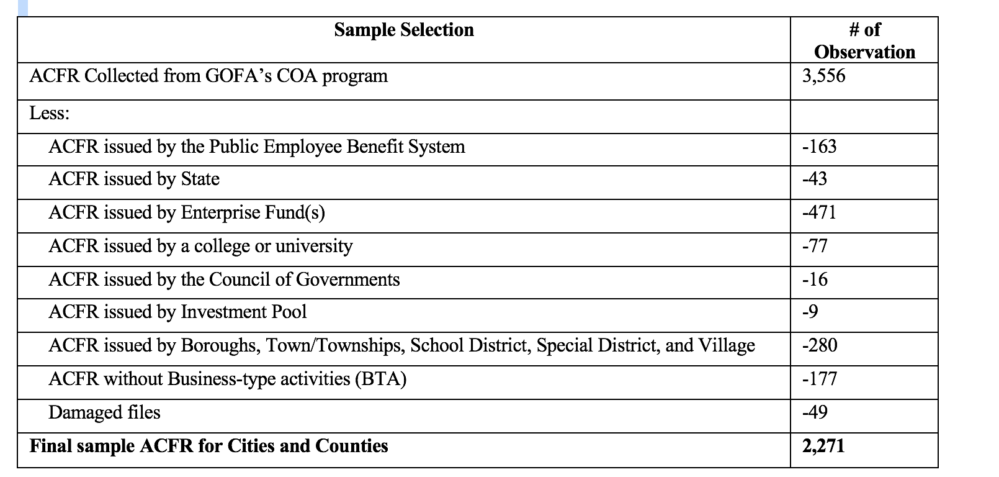 Sample Selection
# of
Observation
ACFR Collected from GOFA’s COA program
3,556
Less:
ACFR issued by the Public Employee Benefit System
-163
ACFR issued by State
-43
ACFR issued by Enterprise Fund(s)
-471
ACFR issued by a college or university
-77
ACFR issued by the Council of Governments
-16
ACFR issued by Investment Pool
-9
ACFR issued by Boroughs, Town/Townships, School District, Special District, and Village
-280
ACFR without Business-type activities (BTA)
-177
Damaged files
-49
Final sample ACFR for Cities and Counties
2,271